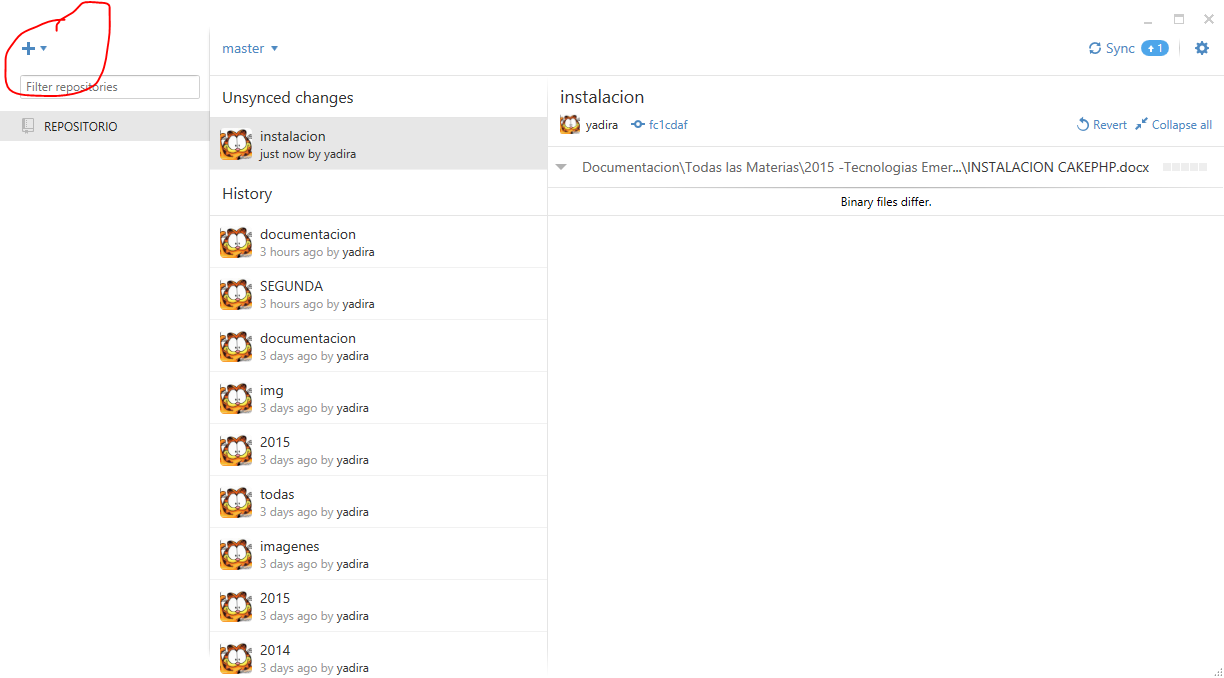 master
Sync
1
Filter repositories
REPOSITORIO
Unsynced changes
instalacion
just now by yadira
History
documentacion
3 hours ago by yadira
SEGUNDA
3 hours ago by yadira
documentacion
3 days ago by yadira
img
3 days ago by yadira
2015
3 days ago by yadira
todas
3 days ago by yadira
imagenes
3 days ago by yadira
2015
3 days ago by yadira
2014
3 days ago by yadira
instalacion
yadira fc1cdaf
Revert Collapse all
Documentacion\Todas las Materias\2015 -Tecnologias Emer...\INSTALACION CAKEPHP.docx
Binary files differ.